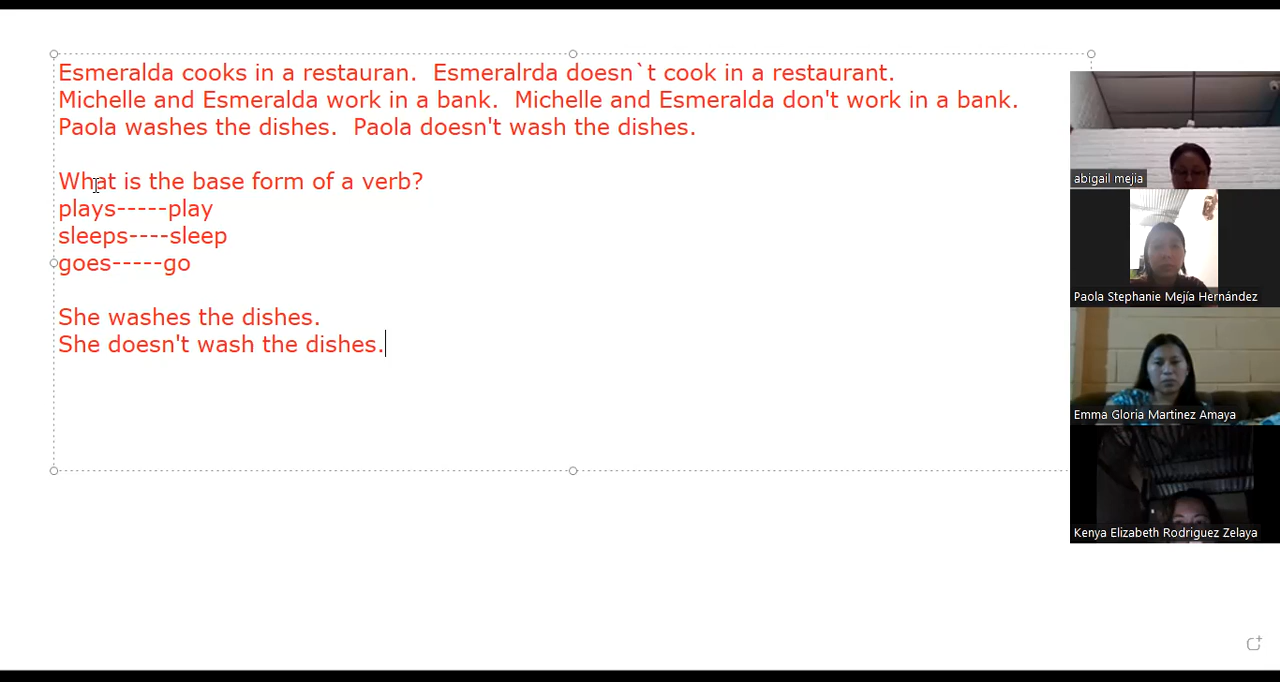 Esmeralda cooks in a restauran.  Esmeralrda doesn`t cook in a restaurant.
Michelle and Esmeralda work in a bank.  Michelle and Esmeralda don't work in a bank.
Paola washes the dishes.  Paola doesn't wash the dishes.
What is the base form of a verb?
plays-----play
sleeps----sleep
goes-----go
She washes the dishes.
She doesn't wash the dishes.
abigail mejia
Paola Stephanie Mejía Hernández
Emma Gloria Martinez Amaya
Kenya Elizabeth Rodriguez Zelaya